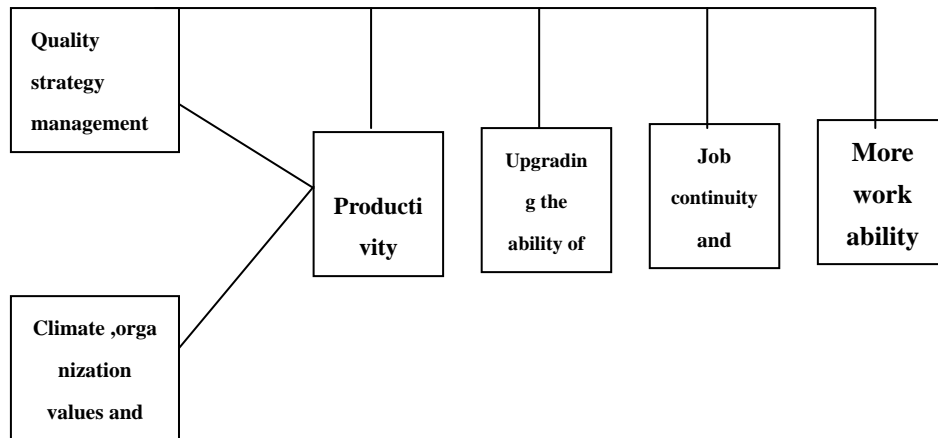 Quality
strategy
management
Producti
vity
Upgradin
g the
ability of
Job
continuity
and
More
work
ability
Climate ,orga
nization
values and